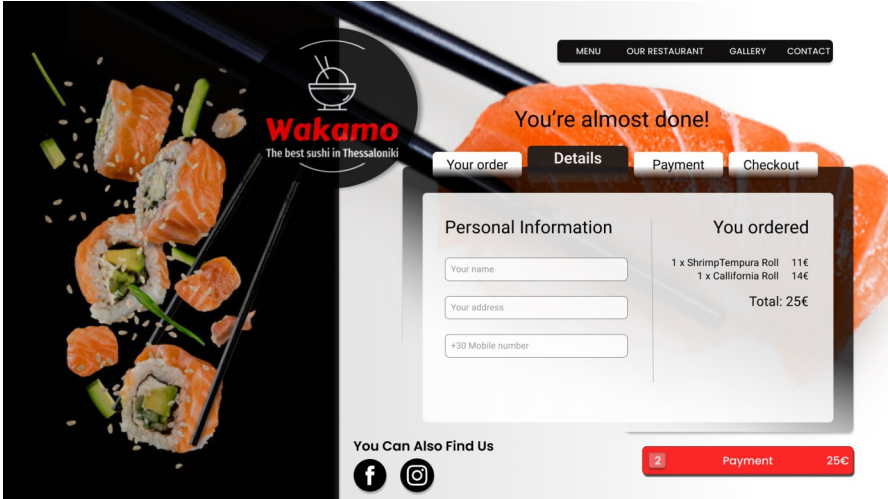 MENU OUR RESTAURANT GALLERY CONTACT
Wakamo
The best sushi in Thessaloniki
You're almost done!
Your order Details Payment Checkout
Personal Information
Your name
Your address
+30 Mobile number
You ordered
1 x ShrimpTempura Roll 11€
1 x Callifornia Roll 14€
Total: 25€
You Can Also Find Us
f
2 Payment 25€